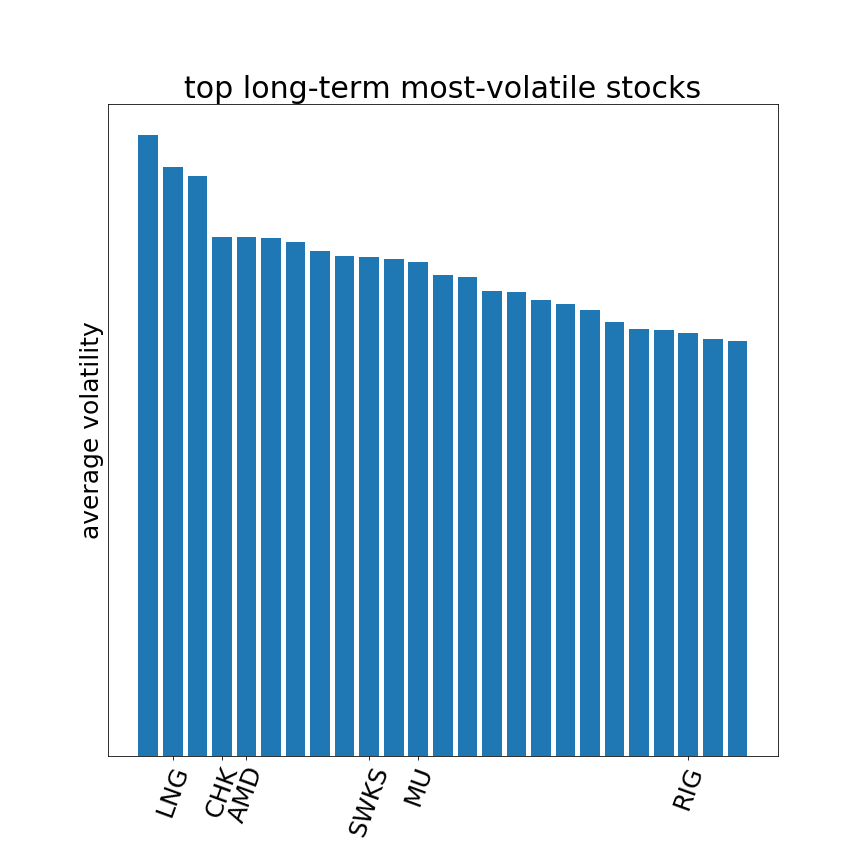 top long-term most-volatile stocks
average volatility
LNG
CHK
AMD
SWKS
MU
RIG